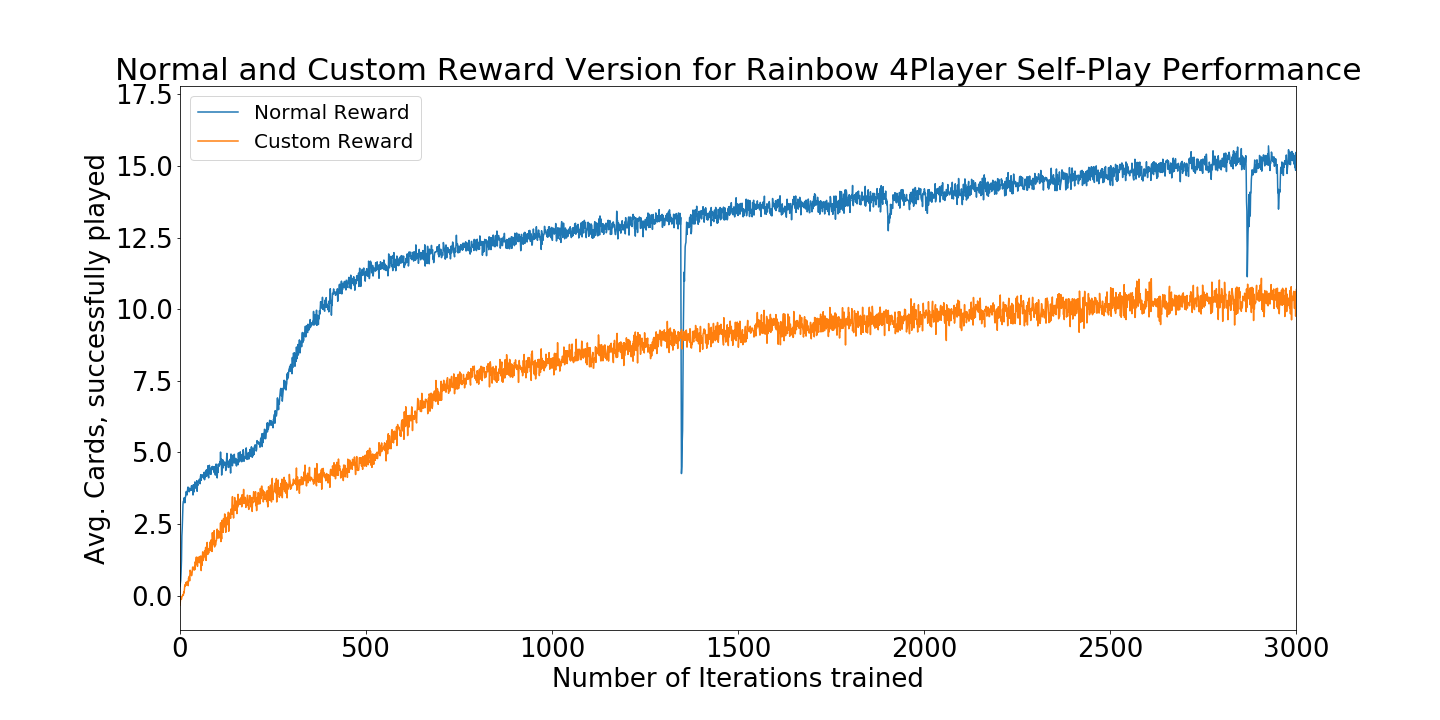 Normal and Custom Reward Version for Rainbow 4Player Self-Play Performance
Normal Reward
Custom Reward
Avg. Cards, successfully played
17.5
15.0
12.5
10.0
7.5
5.0
2.5
0.0
0 500 1000 1500 2000 2500 3000
Number of Iterations trained